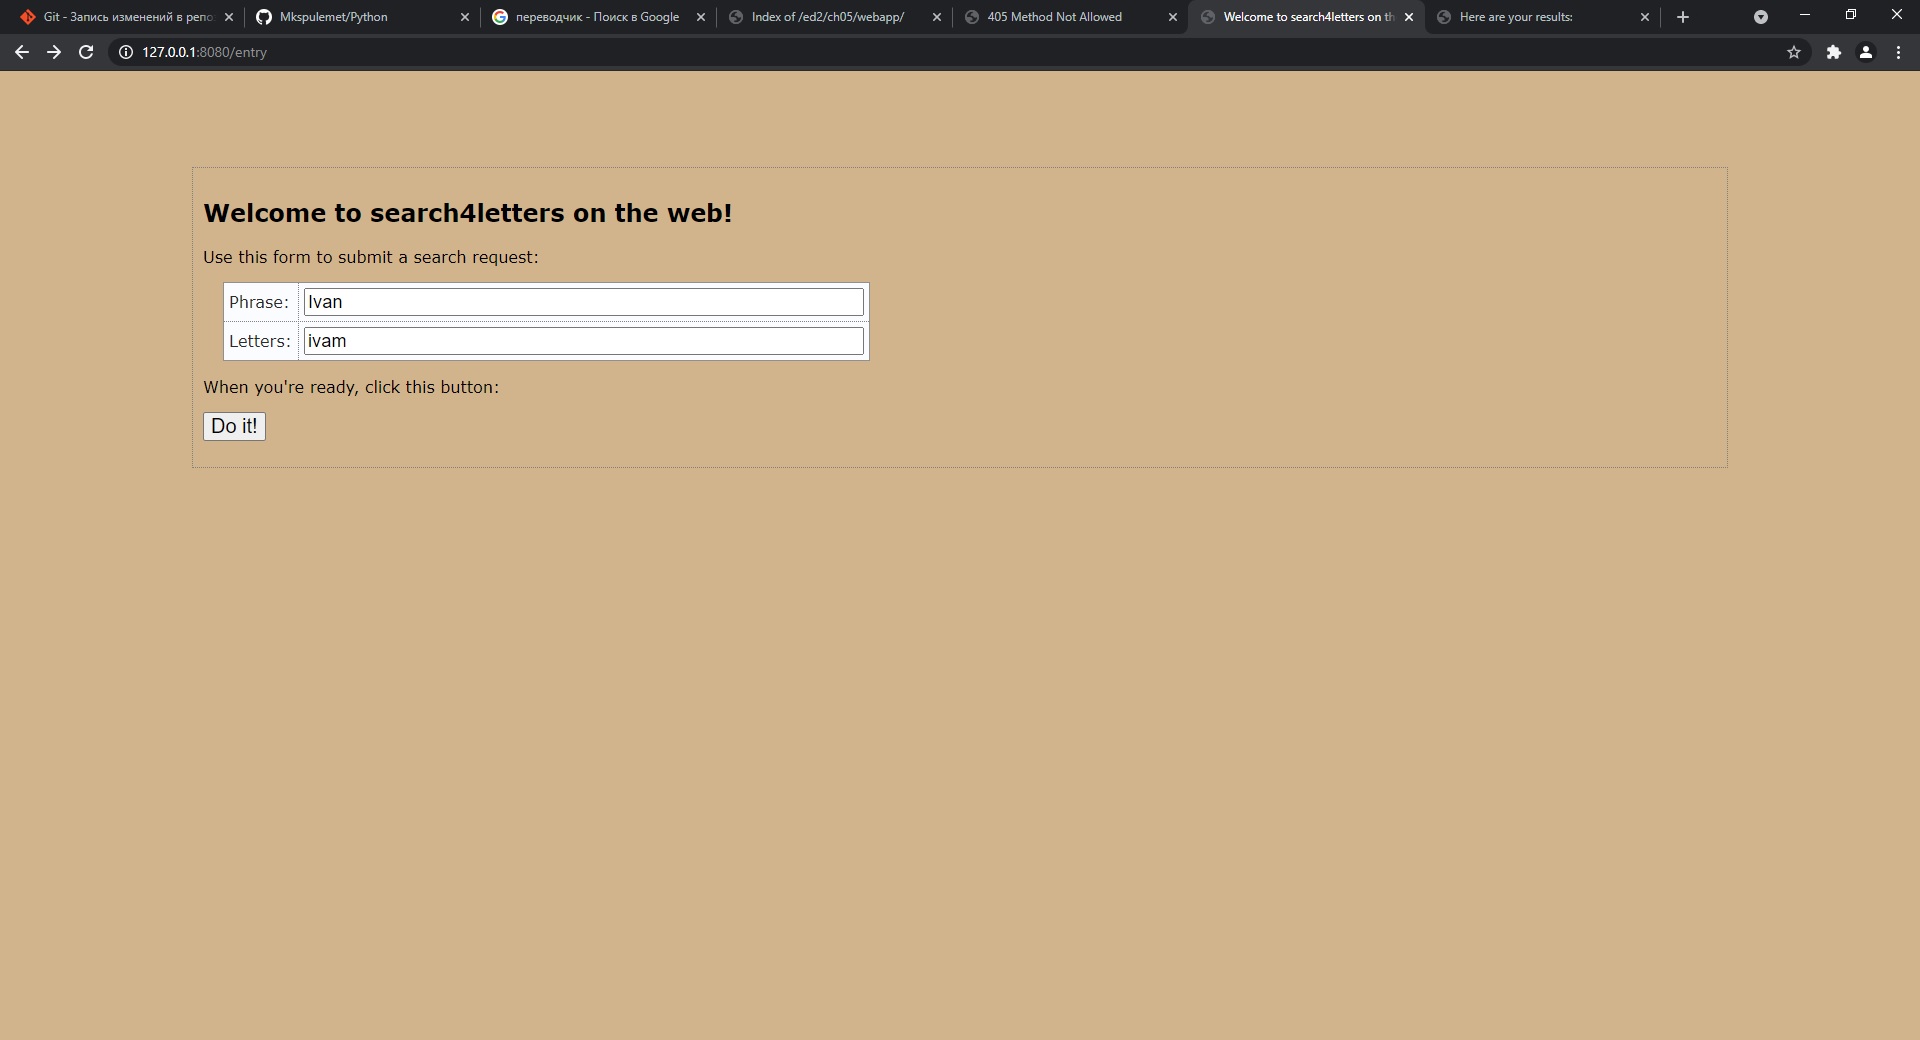 Git - Запись изменений в репо
Mkspulemet/Python
переводчик - Поиск в Google
Index of /ed2/ch05/webapp/
405 Method Not Allowed
Welcome to search4letters on th
Here are your results:
127.0.0.1:8080/entry
Welcome to search4letters on the web!
Use this form to submit a search request:
Phrase: Ivan
Letters: ivam
When you're ready, click this button:
Do it!